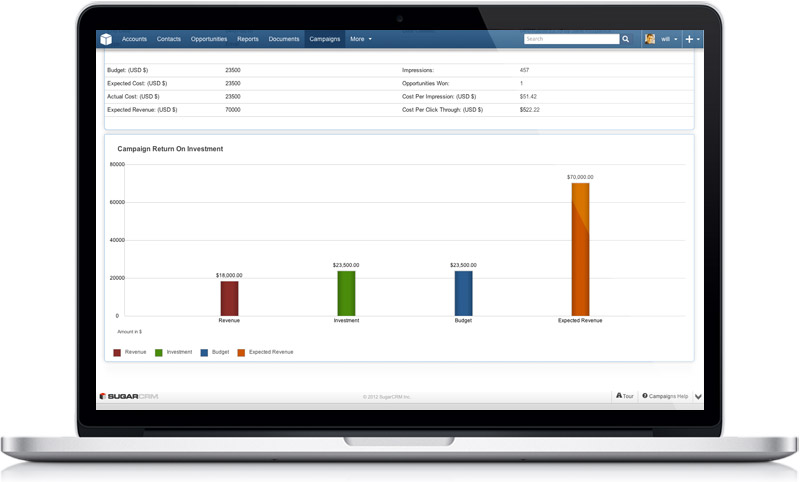 Accounts Contacts Opportunities Reports Documents Campaigns More Search will
Budget: (USD $) 23500 Impressions: 457
Expected Cost: (USD $) 23500 Opportunities Won: 1
Actual Cost: (USD $) 23500 Cost Per Impression: (USD $) $51.42
Expected Revenue: (USD $) 70000 Cost Per Click Through: (USD $) $522.22
Campaign Return On Investment
80000
$70,000.00
60000
40000
$23,500.00 $23,500.00
$18,000.00
20000
0
Revenue Investment Budget Expected Revenue
Amount in $
Revenue Investment Budget Expected Revenue
SUGARCRM © 2012 SugarCRM Inc. Tour Campaigns Help